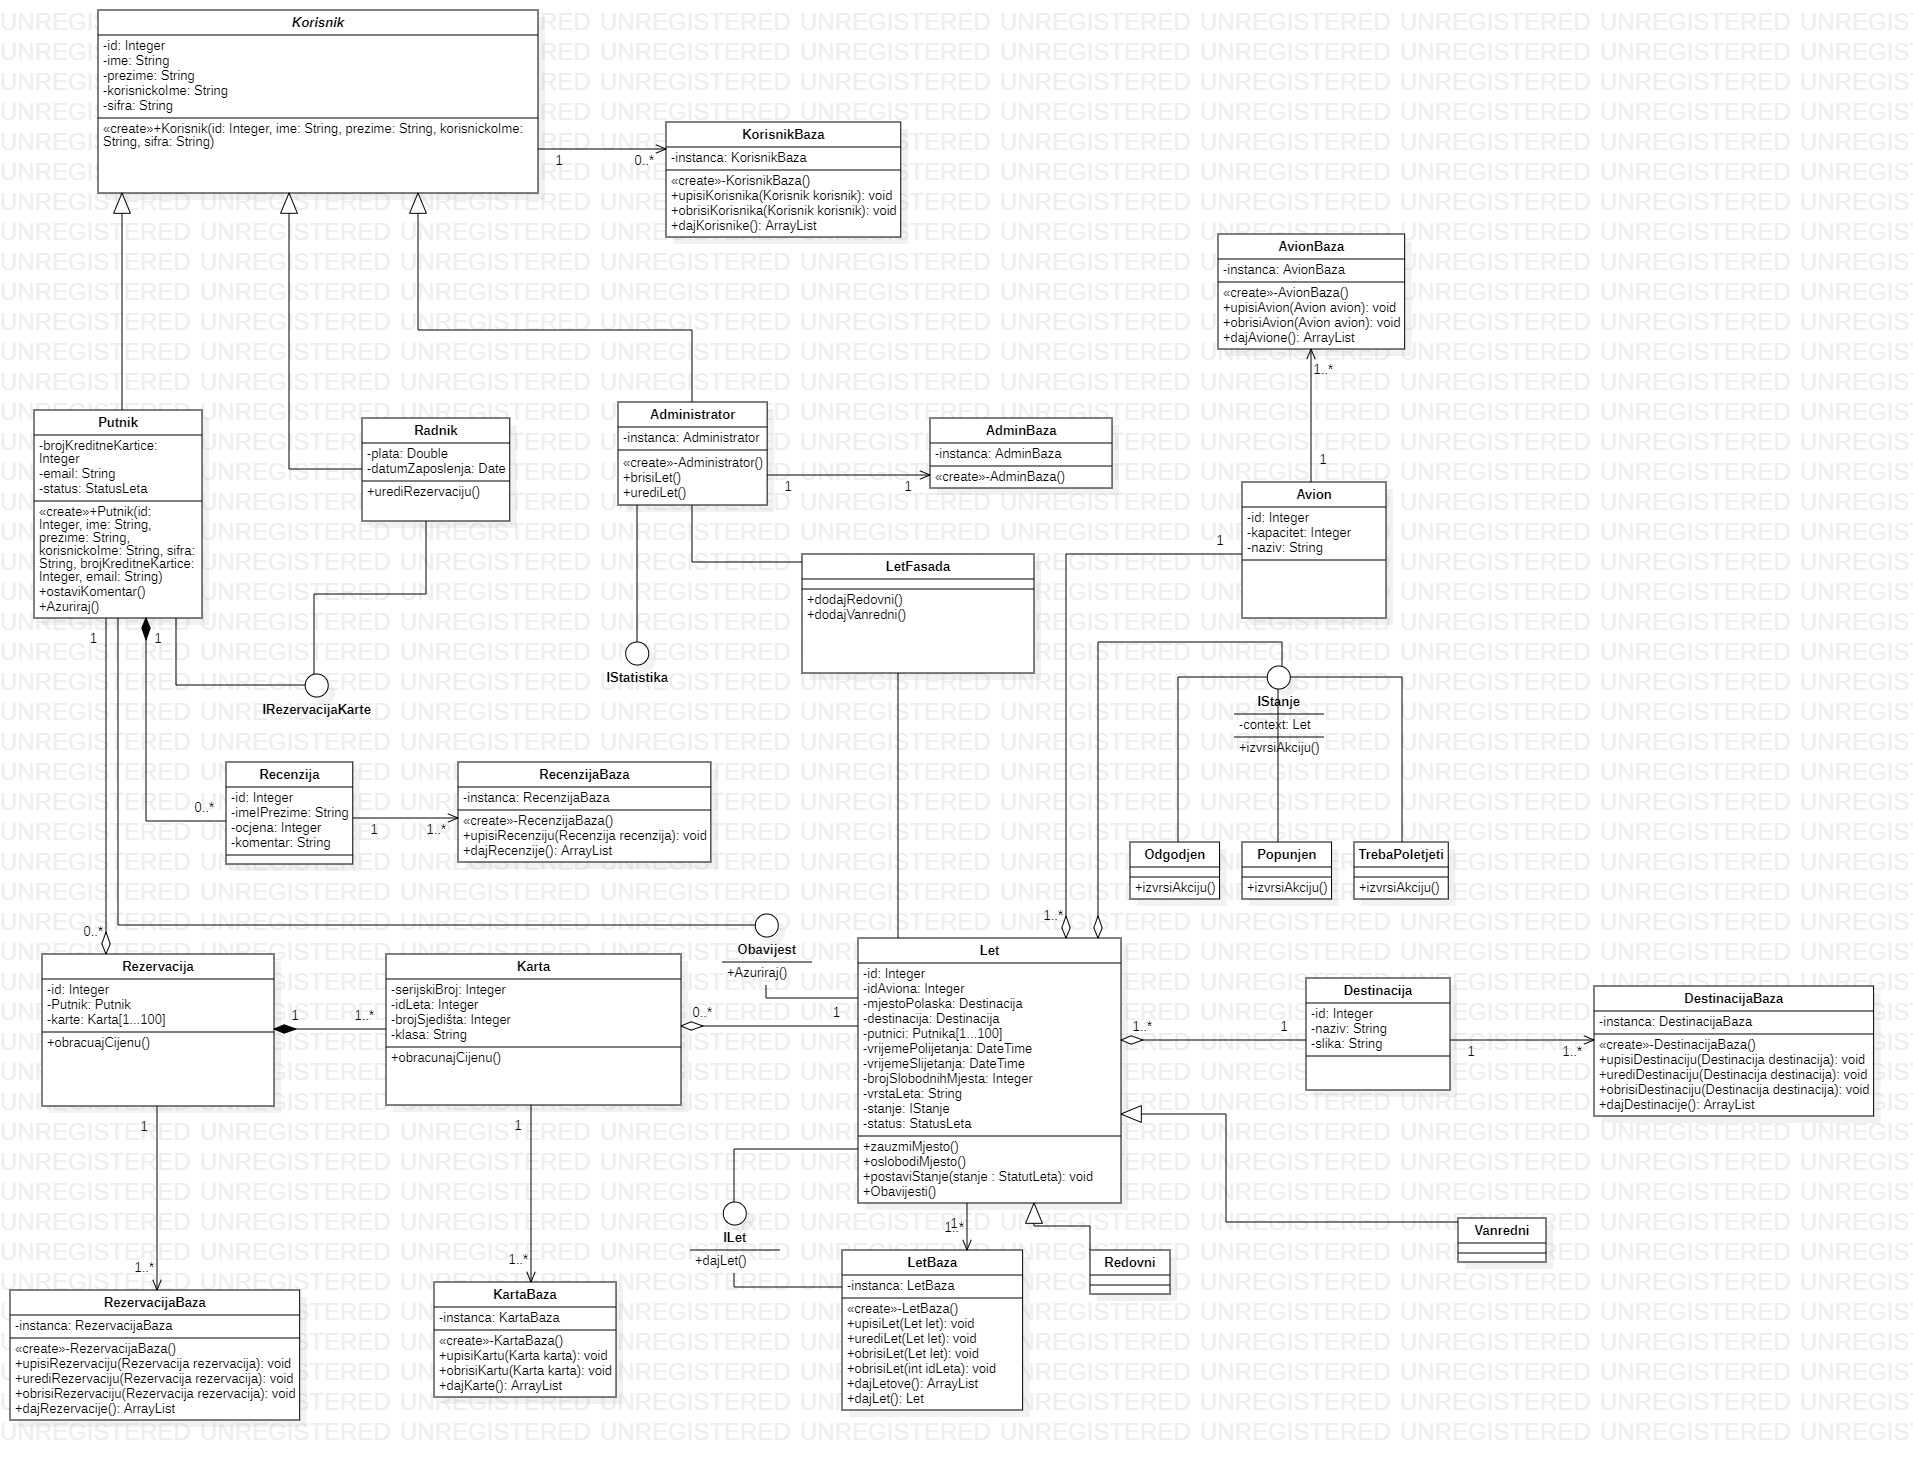 Korisnik
-id: Integer
-ime: String
-prezime: String
-korisnickoIme: String
-sifra: String
«create»+Korisnik(id: Integer, ime: String, prezime: String, korisnickoIme:
String, sifra: String)
1
0..*
KorisnikBaza
-instanca: KorisnikBaza
«create»-KorisnikBaza()
+upisiKorisnika(Korisnik korisnik): void
+obrisiKorisnika(Korisnik korisnik): void
+dajKorisnike(): ArrayList
AvionBaza
-instanca: AvionBaza
«create»-AvionBaza()
+upisiAvion(Avion avion): void
+obrisiAvion(Avion avion): void
+dajAvione(): ArrayList
1..*
1
Putnik
-brojKreditneKartice:
Integer
-email: String
-status: StatusLeta
«create»+Putnik(id:
Integer, ime: String,
prezime: String,
korisnickoIme: String, sifra:
String, brojKreditneKartice:
Integer, email: String)
+ostaviKomentar()
+Azuriraj()
Radnik
-plata: Double
-datumZaposlenja: Date
+urediRezervaciju()
Administrator
-instanca: Administrator
«create»-Administrator()
+brisiLet()
+urediLet()
1
1
AdminBaza
-instanca: AdminBaza
«create»-AdminBaza()
Avion
-id: Integer
-kapacitet: Integer
-naziv: String
1
LetFasada
+dodajRedovni()
+dodajVanredni()
1
1
IRezervacijaKarte
IStatistika
IStanje
-context: Let
+izvrsiAkciju()
Recenzija
-id: Integer
-imeIPrezime: String
-ocjena: Integer
-komentar: String
0..*
1
1..*
RecenzijaBaza
-instanca: RecenzijaBaza
«create»-RecenzijaBaza()
+upisiRecenziju(Recenzija recenzija): void
+dajRecenzije(): ArrayList
Odgodjen
+izvrsiAkciju()
Popunjen
+izvrsiAkciju()
TrebaPoletjeti
+izvrsiAkciju()
0..*
1..*
Obavijest
+Azuriraj()
Rezervacija
-id: Integer
-Putnik: Putnik
-karte: Karta[1...100]
+obracuajCijenu()
1
1..*
Karta
-serijskiBroj: Integer
-idLeta: Integer
-brojSjedišta: Integer
-klasa: String
+obracunajCijenu()
0..*
1
Let
-id: Integer
-idAviona: Integer
-mjestoPolaska: Destinacija
-destinacija: Destinacija
-putnici: Putnika[1...100]
-vrijemePolijetanja: DateTime
-vrijemeSlijetanja: DateTime
-brojSlobodnihMjesta: Integer
-vrstaLeta: String
-stanje: IStanje
-status: StatusLeta
+zauzmiMjesto()
+oslobodiMjesto()
+postaviStanje(stanje : StatutLeta): void
+Obavijesti()
1..*
1
Destinacija
-id: Integer
-naziv: String
-slika: String
1
1..*
DestinacijaBaza
-instanca: DestinacijaBaza
«create»-DestinacijaBaza()
+upisiDestinaciju(Destinacija destinacija): void
+urediDestinaciju(Destinacija destinacija): void
+obrisiDestinaciju(Destinacija destinacija): void
+dajDestinacije(): ArrayList
1
1..*
1
1..*
ILet
+dajLet()
1
1..*
Redovni
Vanredni
RezervacijaBaza
-instanca: RezervacijaBaza
«create»-RezervacijaBaza()
+upisiRezervaciju(Rezervacija rezervacija): void
+urediRezervaciju(Rezervacija rezervacija): void
+obrisiRezervaciju(Rezervacija rezervacija): void
+dajRezervacije(): ArrayList
KartaBaza
-instanca: KartaBaza
«create»-KartaBaza()
+upisiKartu(Karta karta): void
+obrisiKartu(Karta karta): void
+dajKarte(): ArrayList
LetBaza
-instanca: LetBaza
«create»-LetBaza()
+upisiLet(Let let): void
+urediLet(Let let): void
+obrisiLet(Let let): void
+obrisiLet(int idLeta): void
+dajLetove(): ArrayList
+dajLet(): Let
UNREGISTERED